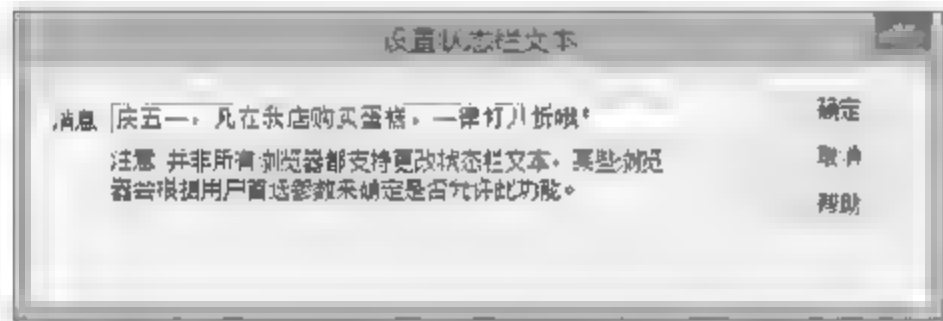 设置状态栏文本
消息 庆五一，凡在我店购买蛋糕，一律打八折哦！
确定
注意 并非所有浏览器都支持更改状态栏文本。某些浏览
器会根据用户首选参数来确定是否允许此功能。
取消
帮助